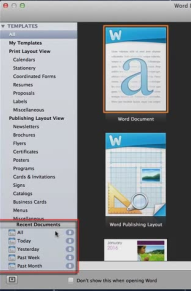 Word
TEMPLATES
All
My Templates
Print Layout View
Calendars
Stationery
Coordinated Forms
Resumes
Proposals
Labels
Miscellaneous
Publishing Layout View
Newsletters
Brochures
Flyers
Certificates
Posters
Programs
Cards & Invitations
Signs
Catalogs
Business Cards
Menus
Miscellaneous
Recent Documents
All
Today
Yesterday
Past Week
Past Month
W
a
Word Document
W
Word Publishing Layout
January
Don't show this when opening Word